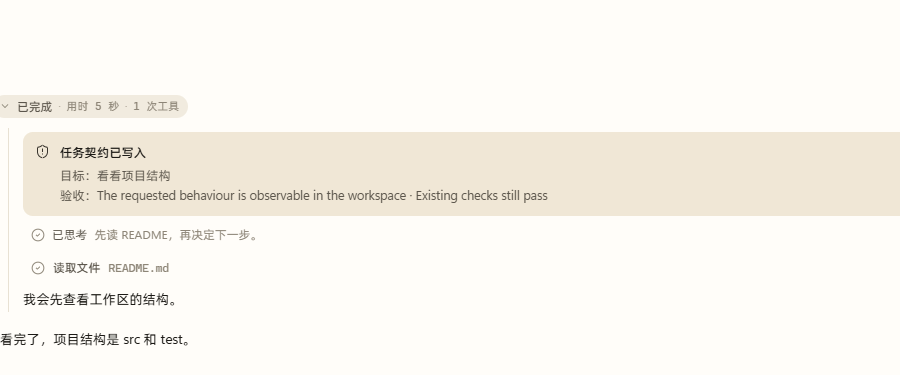 已完成 · 用时 5 秒 · 1 次工具
任务契约已写入
目标：看看项目结构
验收：The requested behaviour is observable in the workspace · Existing checks still pass
已思考 先读 README，再决定下一步。
读取文件 README.md
我会先查看工作区的结构。
看完了，项目结构是 src 和 test。